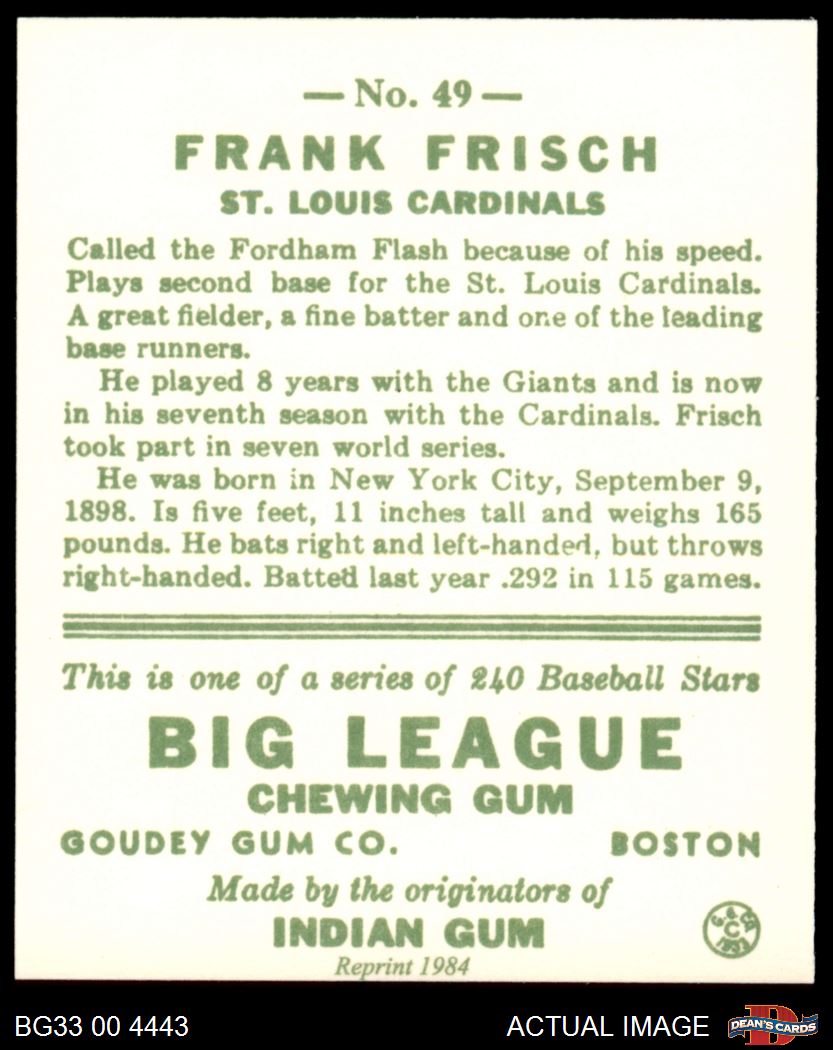 — No. 49 —
FRANK FRISCH
ST. LOUIS CARDINALS
Called the Fordham Flash because of his speed.
Plays second base for the St. Louis Cardinals.
A great fielder, a fine batter and one of the leading
base runners.
He played 8 years with the Giants and is now
in his seventh season with the Cardinals. Frisch
took part in seven world series.
He was born in New York City, September 9,
1898. Is five feet, 11 inches tall and weighs 165
pounds. He bats right and left-handed, but throws
right-handed. Batted last year .292 in 115 games.
This is one of a series of 240 Baseball Stars
BIG LEAGUE
CHEWING GUM
GOUDEY GUM CO. BOSTON
Made by the originators of
INDIAN GUM
G. G. Co.
C
1933
Reprint 1984
BG33 00 4443 ACTUAL IMAGE D DEAN'S CARDS